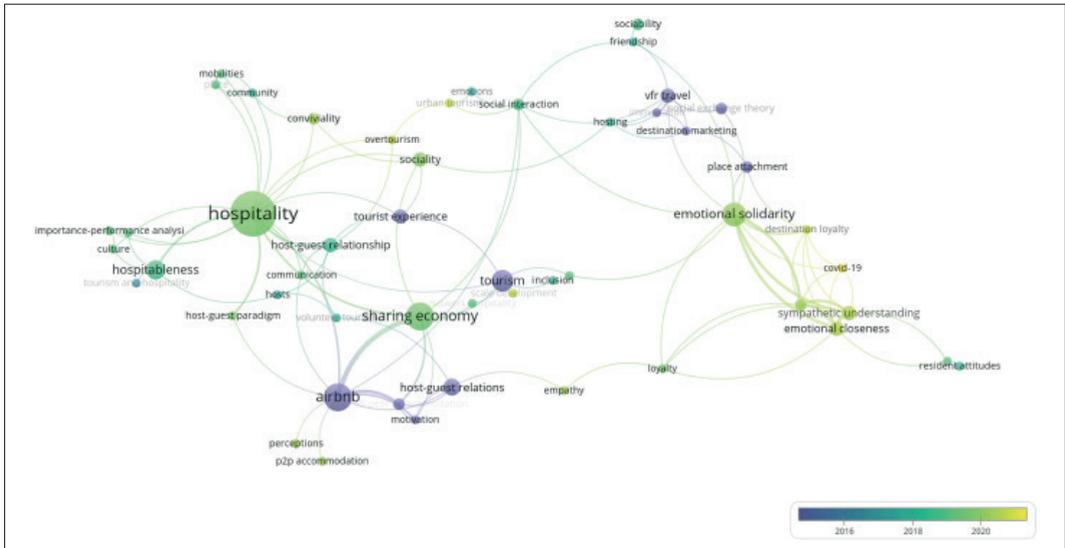 sociability
friendship
mobilities
community
emotions
vfr travel
urban tourism
social interaction
social exchange theory
conviviality
hosting
destination marketing
overtourism
sociality
place attachment
hospitality
tourist experience
emotional solidarity
importance-performance analysi
destination loyalty
host-guest relationship
culture
hospitableness
communication
covid-19
tourism and hospitality
tourism
inclusion
hosts
scale development
host-guest paradigm
sharing economy
sympathetic understanding
emotional closeness
loyalty
resident attitudes
airbnb
host-guest relations
empathy
motivation
perceptions
p2p accommodation
2016
2018
2020